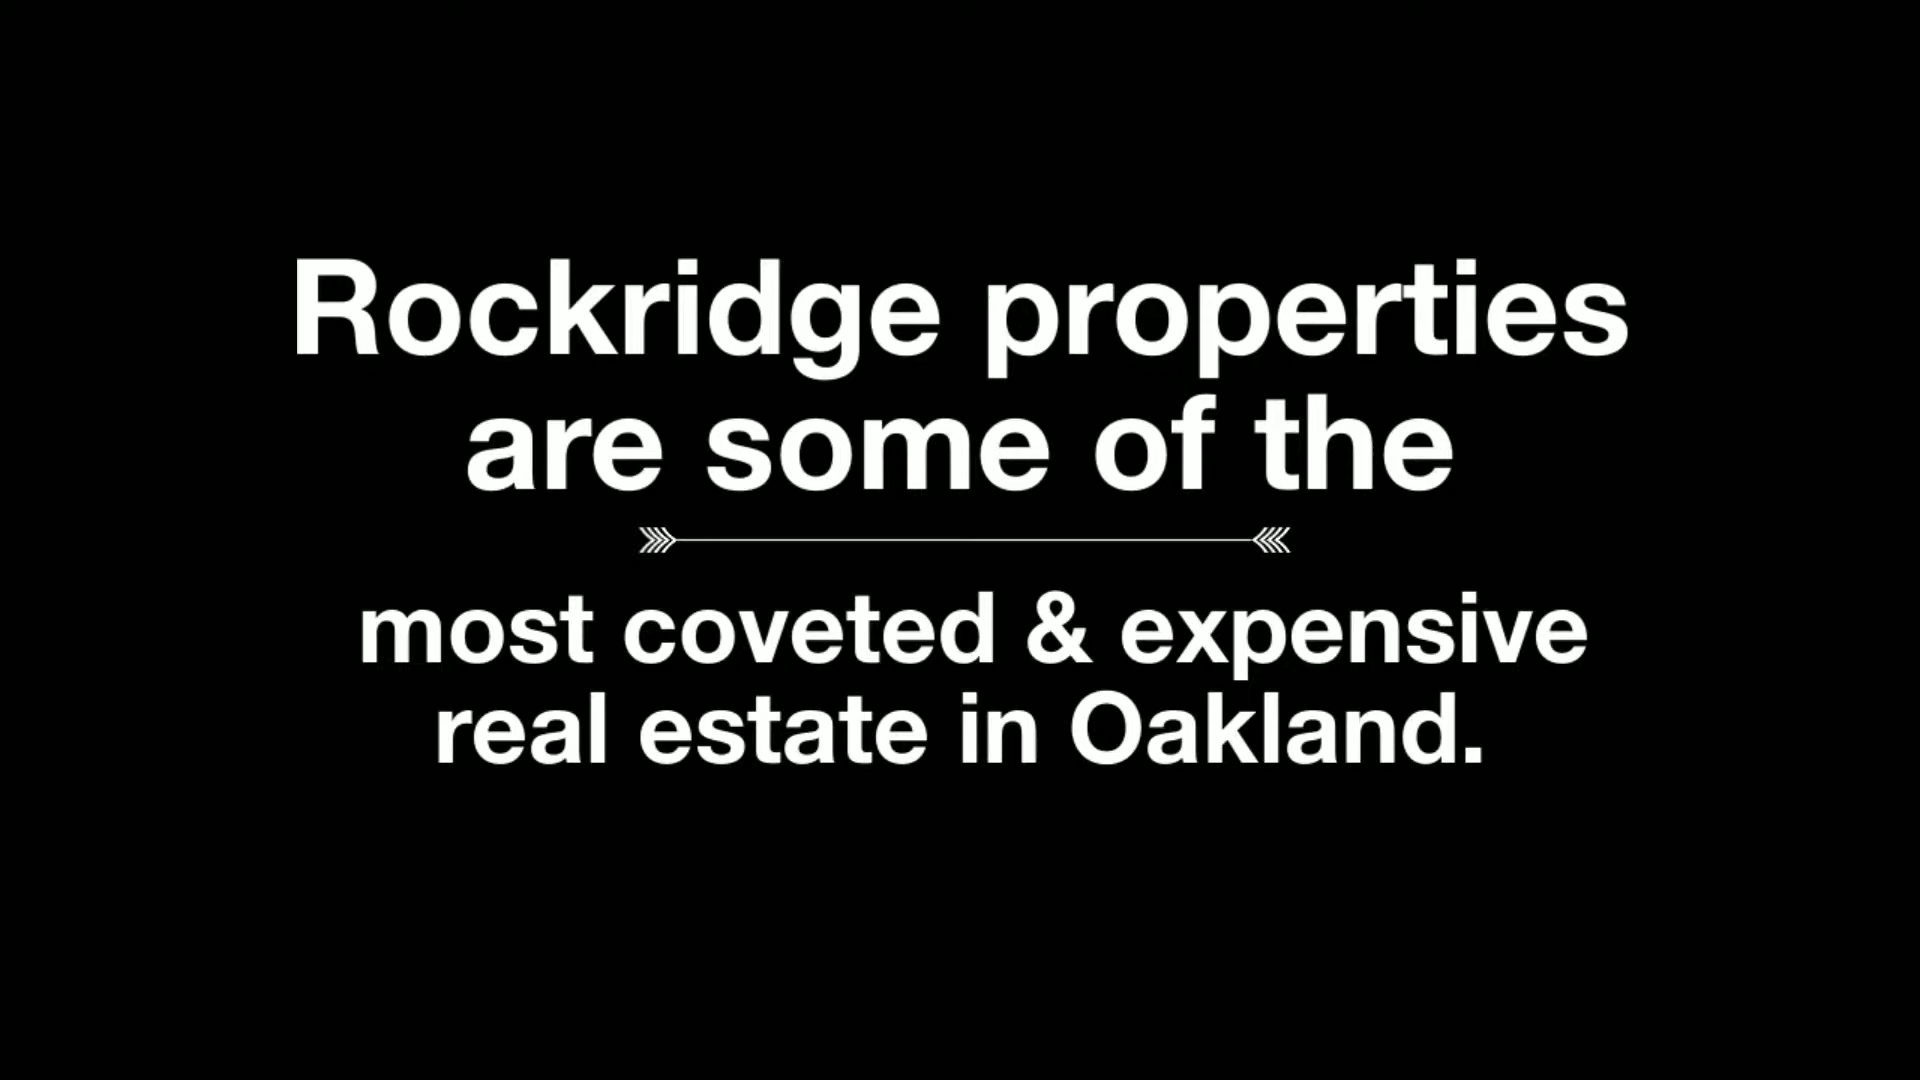 Rockridge properties
are some of the
most coveted & expensive
real estate in Oakland.